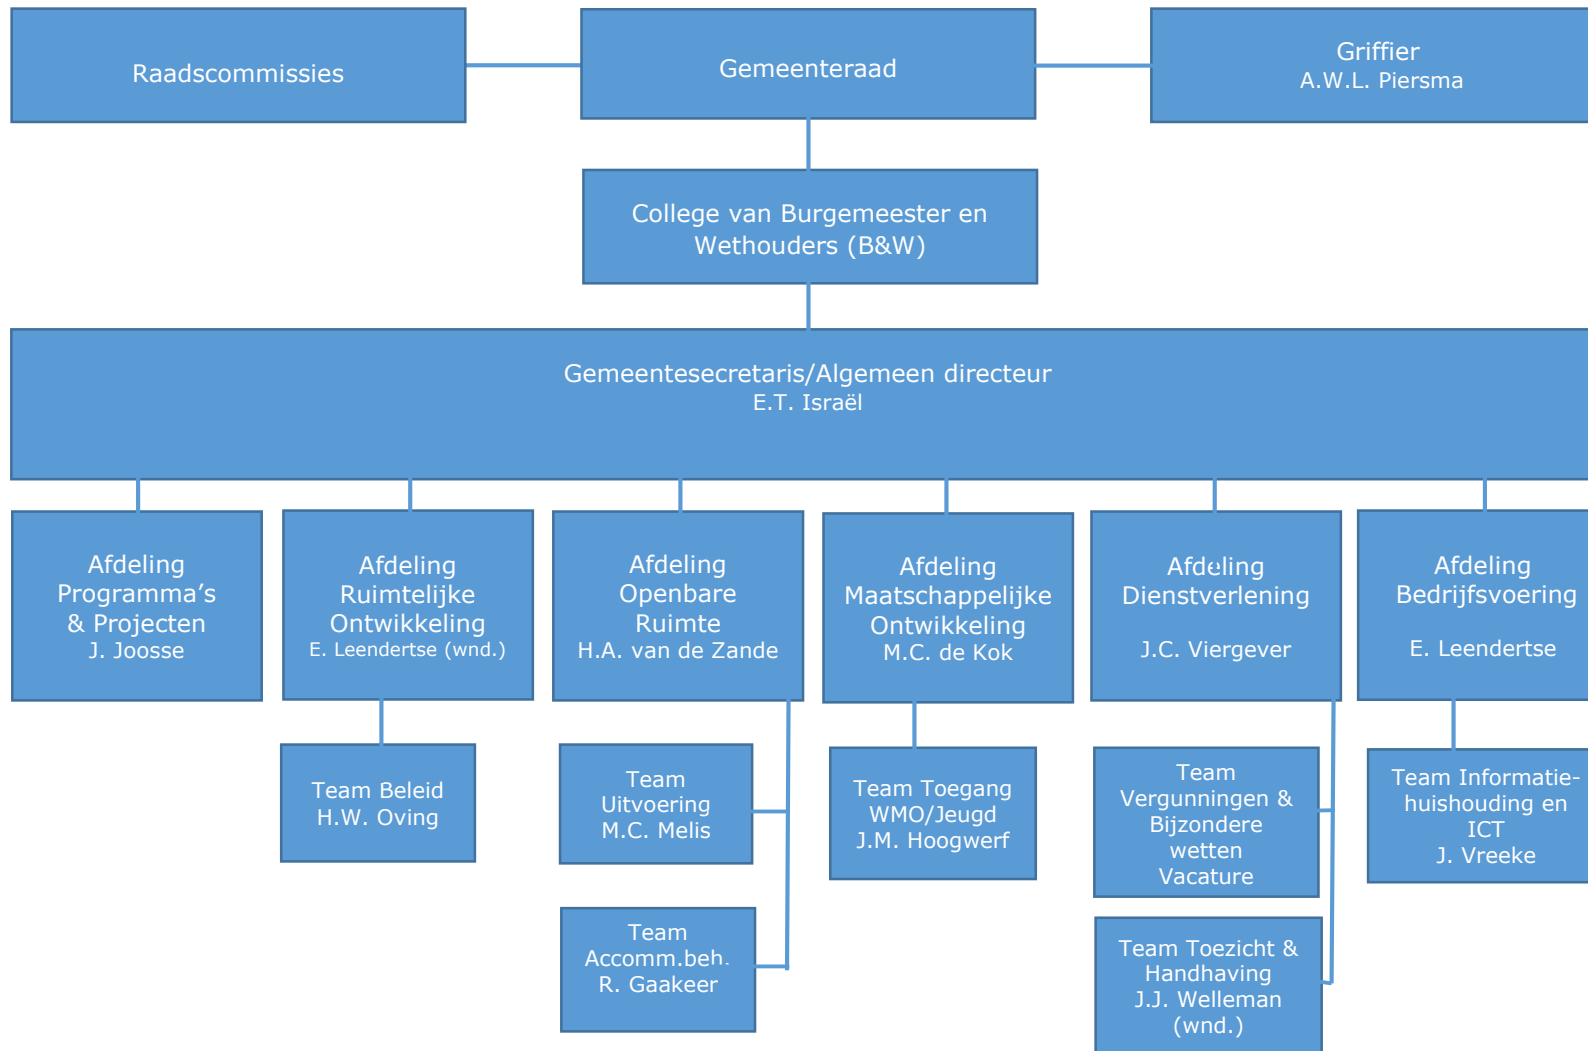 Raadscommissies
Gemeenteraad
Griffier
A.W.L. Piersma
College van Burgemeester en
Wethouders (B&W)
Gemeentesecretaris/Algemeen directeur
E.T. Israël
Afdeling
Programma's
& Projecten
J. Joosse
Afdeling
Ruimtelijke
Ontwikkeling
E. Leendertse (wnd.)
Afdeling
Openbare
Ruimte
H.A. van de Zande
Afdeling
Maatschappelijke
Ontwikkeling
M.C. de Kok
Afdeling
Dienstverlening
J.C. Viergever
Afdeling
Bedrijfsvoering
E. Leendertse
Team Beleid
H.W. Oving
Team
Uitvoering
M.C. Melis
Team Toegang
WMO/Jeugd
J.M. Hoogwerf
Team
Vergunningen &
Bijzondere
wetten
Vacature
Team Informatie-
huishouding en
ICT
J. Vreeke
Team
Accomm.beh.
R. Gaakeer
Team Toezicht &
Handhaving
J.J. Welleman
(wnd.)